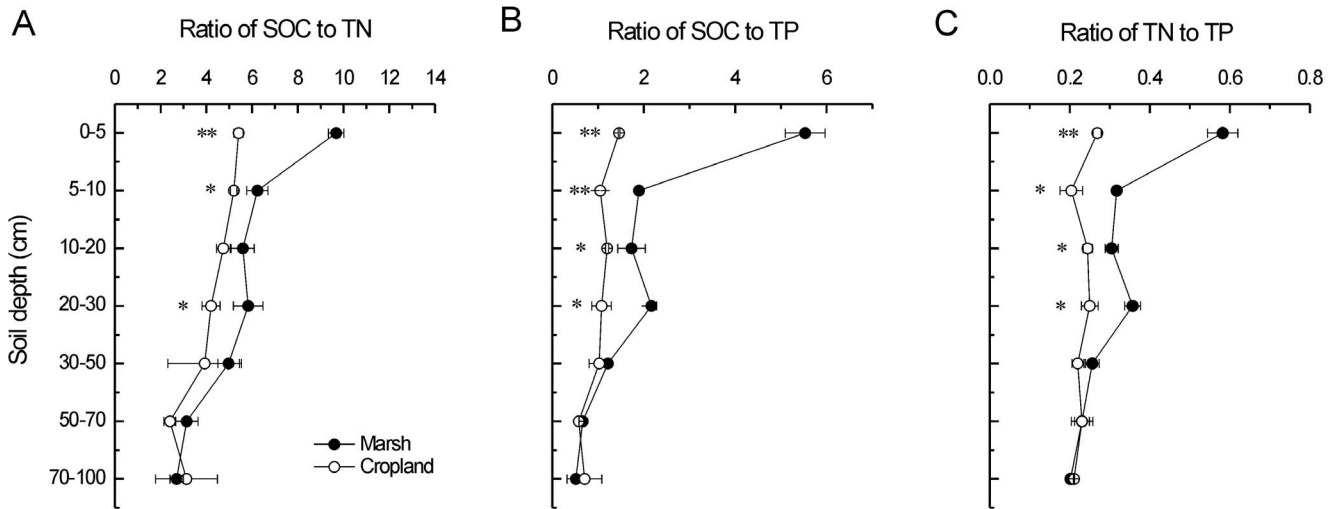 A
Ratio of SOC to TN
0 2 4 6 8 10 12 14
Soil depth (cm)
0-5 **
5-10 *
10-20
20-30 *
30-50
50-70
70-100
Marsh
Cropland
B
Ratio of SOC to TP
0 2 4 6
**
**
*
*
C
Ratio of TN to TP
0.0 0.2 0.4 0.6 0.8
**
*
*
*